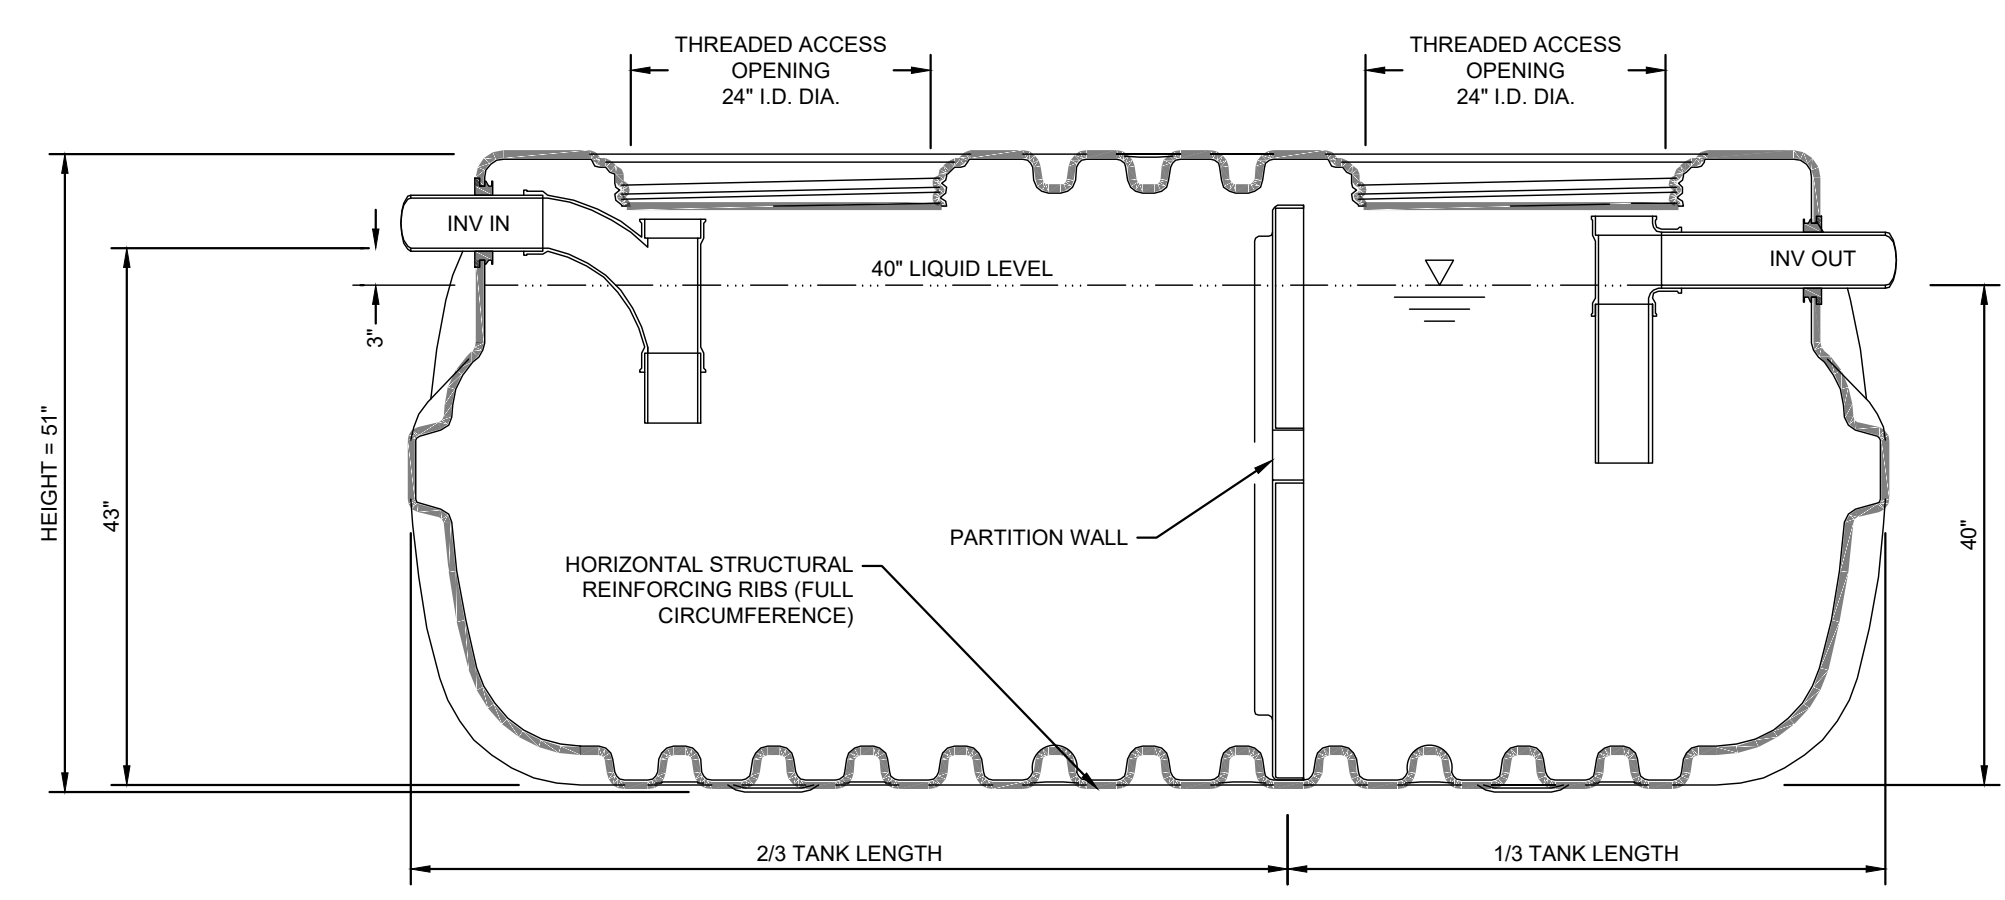 THREADED ACCESS
OPENING
24" I.D. DIA.
THREADED ACCESS
OPENING
24" I.D. DIA.
INV IN
INV OUT
40" LIQUID LEVEL
3"
HEIGHT = 51"
43"
PARTITION WALL
40"
HORIZONTAL STRUCTURAL
REINFORCING RIBS (FULL
CIRCUMFERENCE)
2/3 TANK LENGTH
1/3 TANK LENGTH